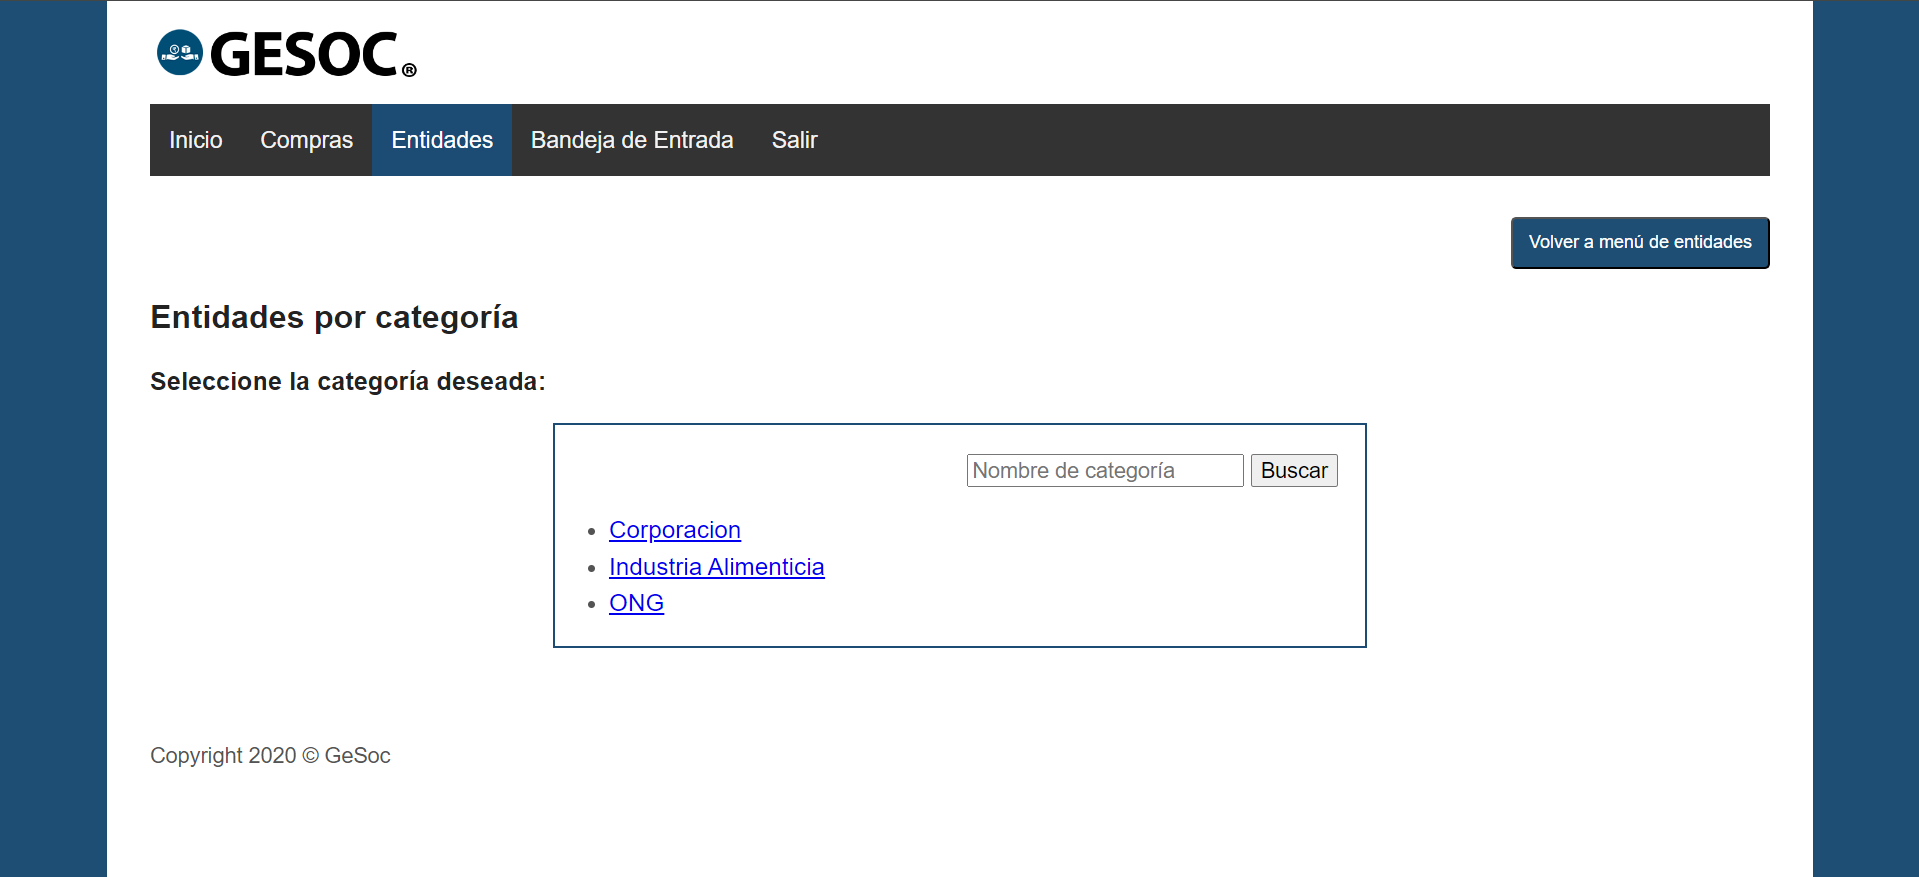 GESOC®
Inicio Compras Entidades Bandeja de Entrada Salir
Volver a menú de entidades
Entidades por categoría
Seleccione la categoría deseada:
Nombre de categoría Buscar
• Corporacion
• Industria Alimenticia
• ONG
Copyright 2020 © GeSoc